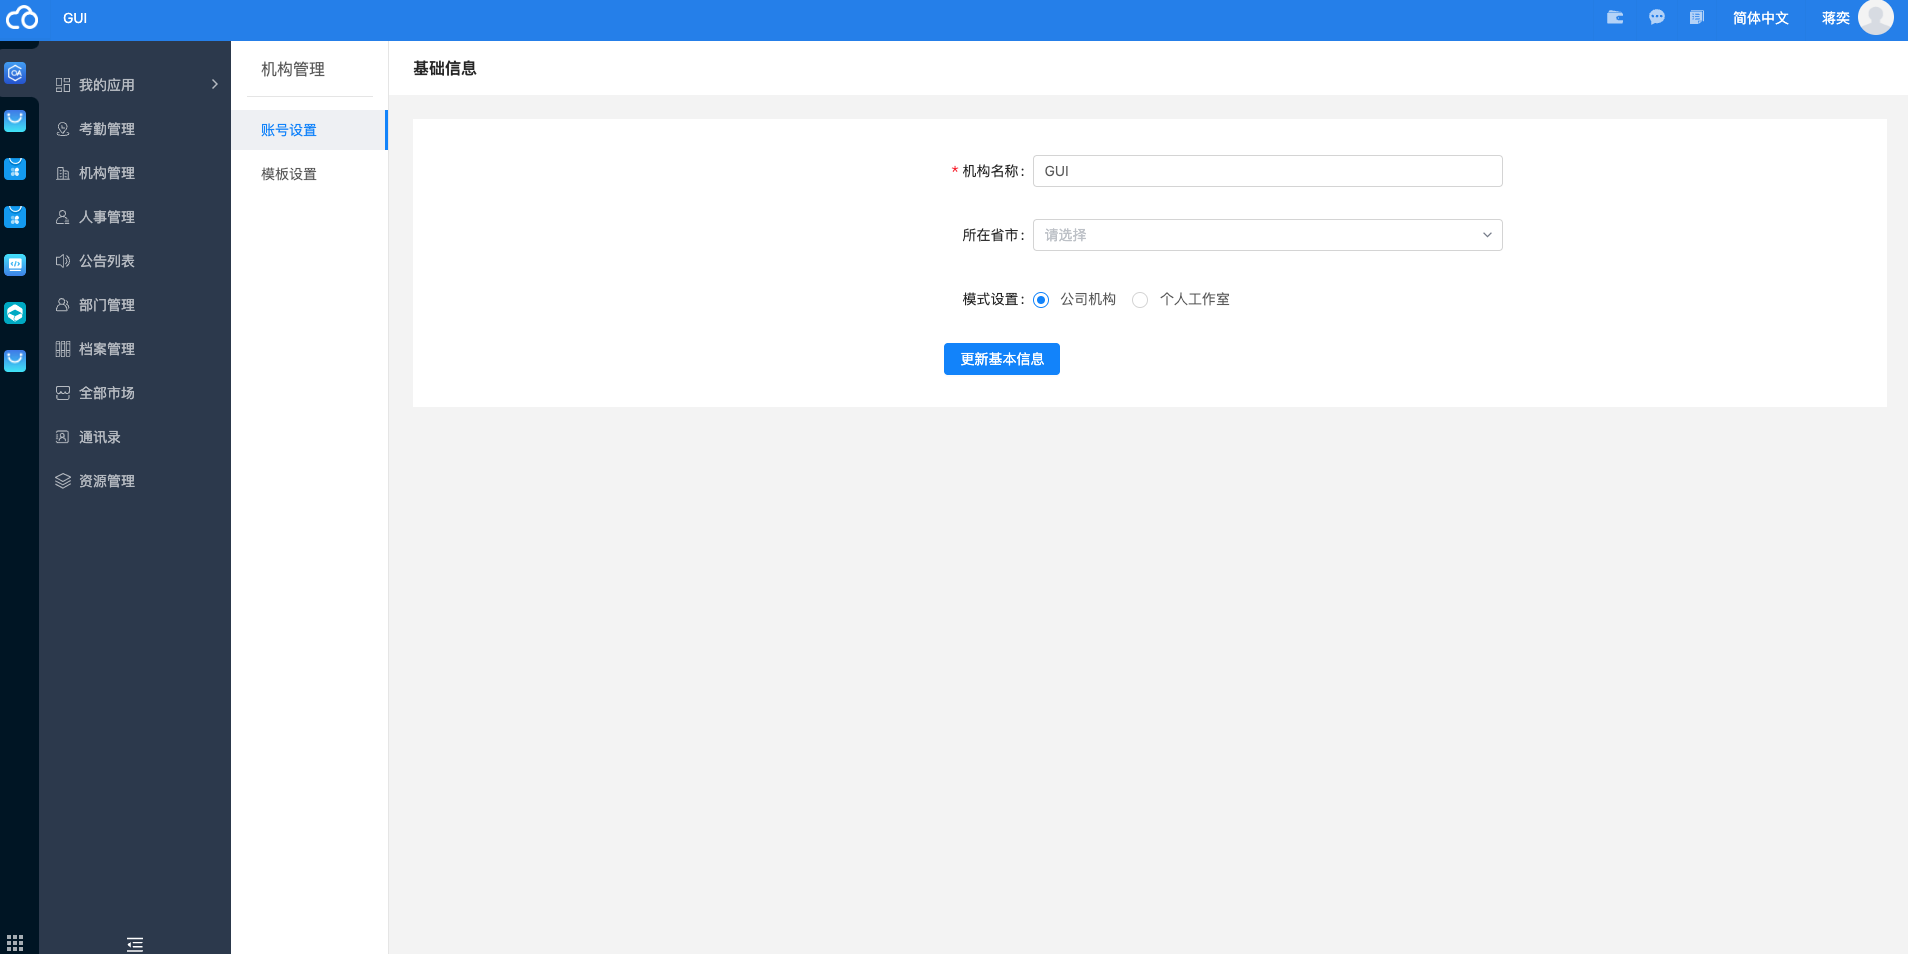 GUI
简体中文
蒋奕
我的应用
考勤管理
机构管理
人事管理
公告列表
部门管理
档案管理
全部市场
通讯录
资源管理
机构管理
账号设置
模板设置
基础信息
* 机构名称： GUI
所在省市： 请选择
模式设置： 公司机构 个人工作室
更新基本信息